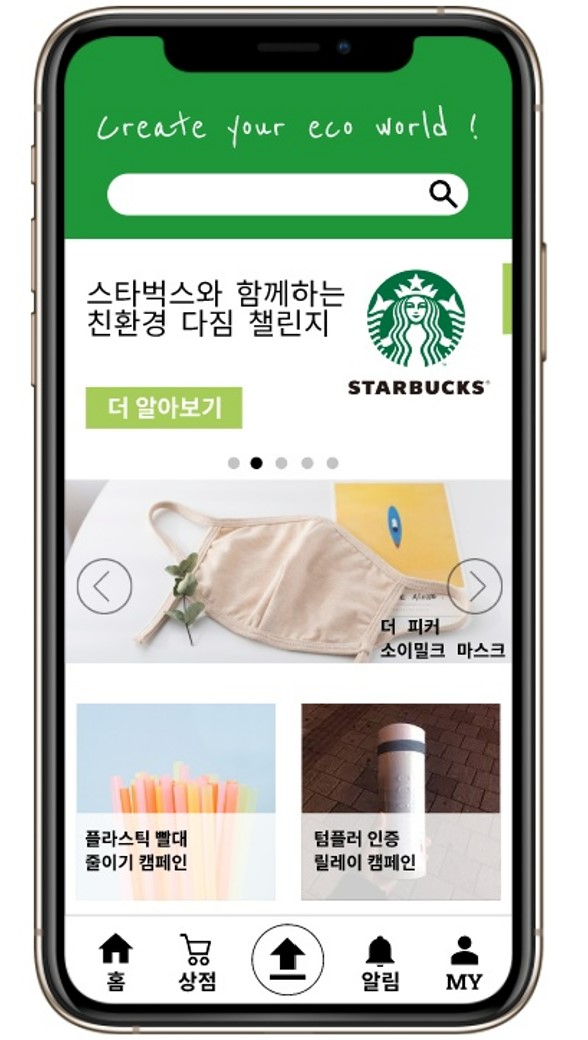 Create your eco world !
스타벅스와 함께하는
친환경 다짐 챌린지
STARBUCKS®
더 알아보기
더 피커
소이밀크 마스크
플라스틱 빨대
줄이기 캠페인
텀플러 인증
릴레이 캠페인
홈
상점
알림
MY